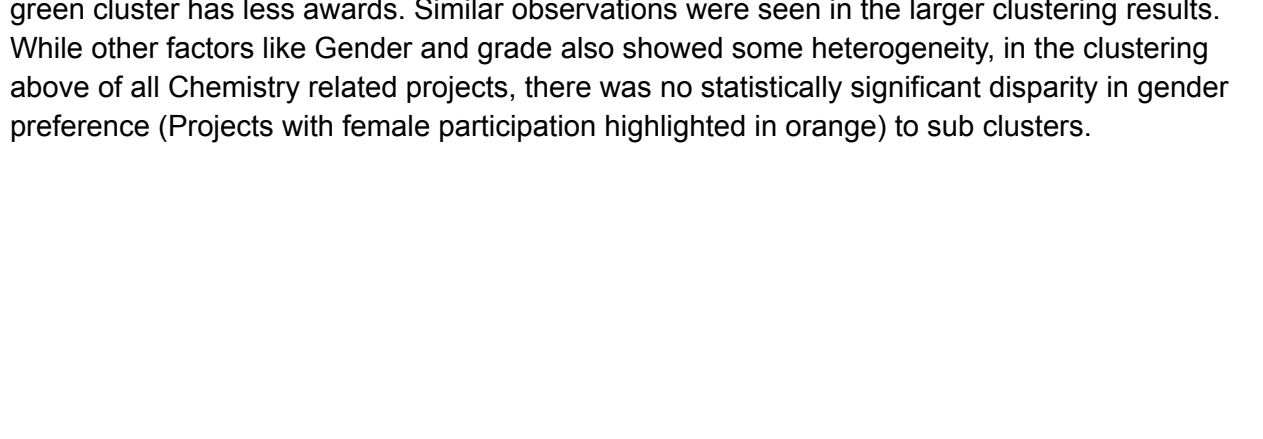 green cluster has less awards. Similar observations were seen in the larger clustering results.
While other factors like Gender and grade also showed some heterogeneity, in the clustering
above of all Chemistry related projects, there was no statistically significant disparity in gender
preference (Projects with female participation highlighted in orange) to sub clusters.